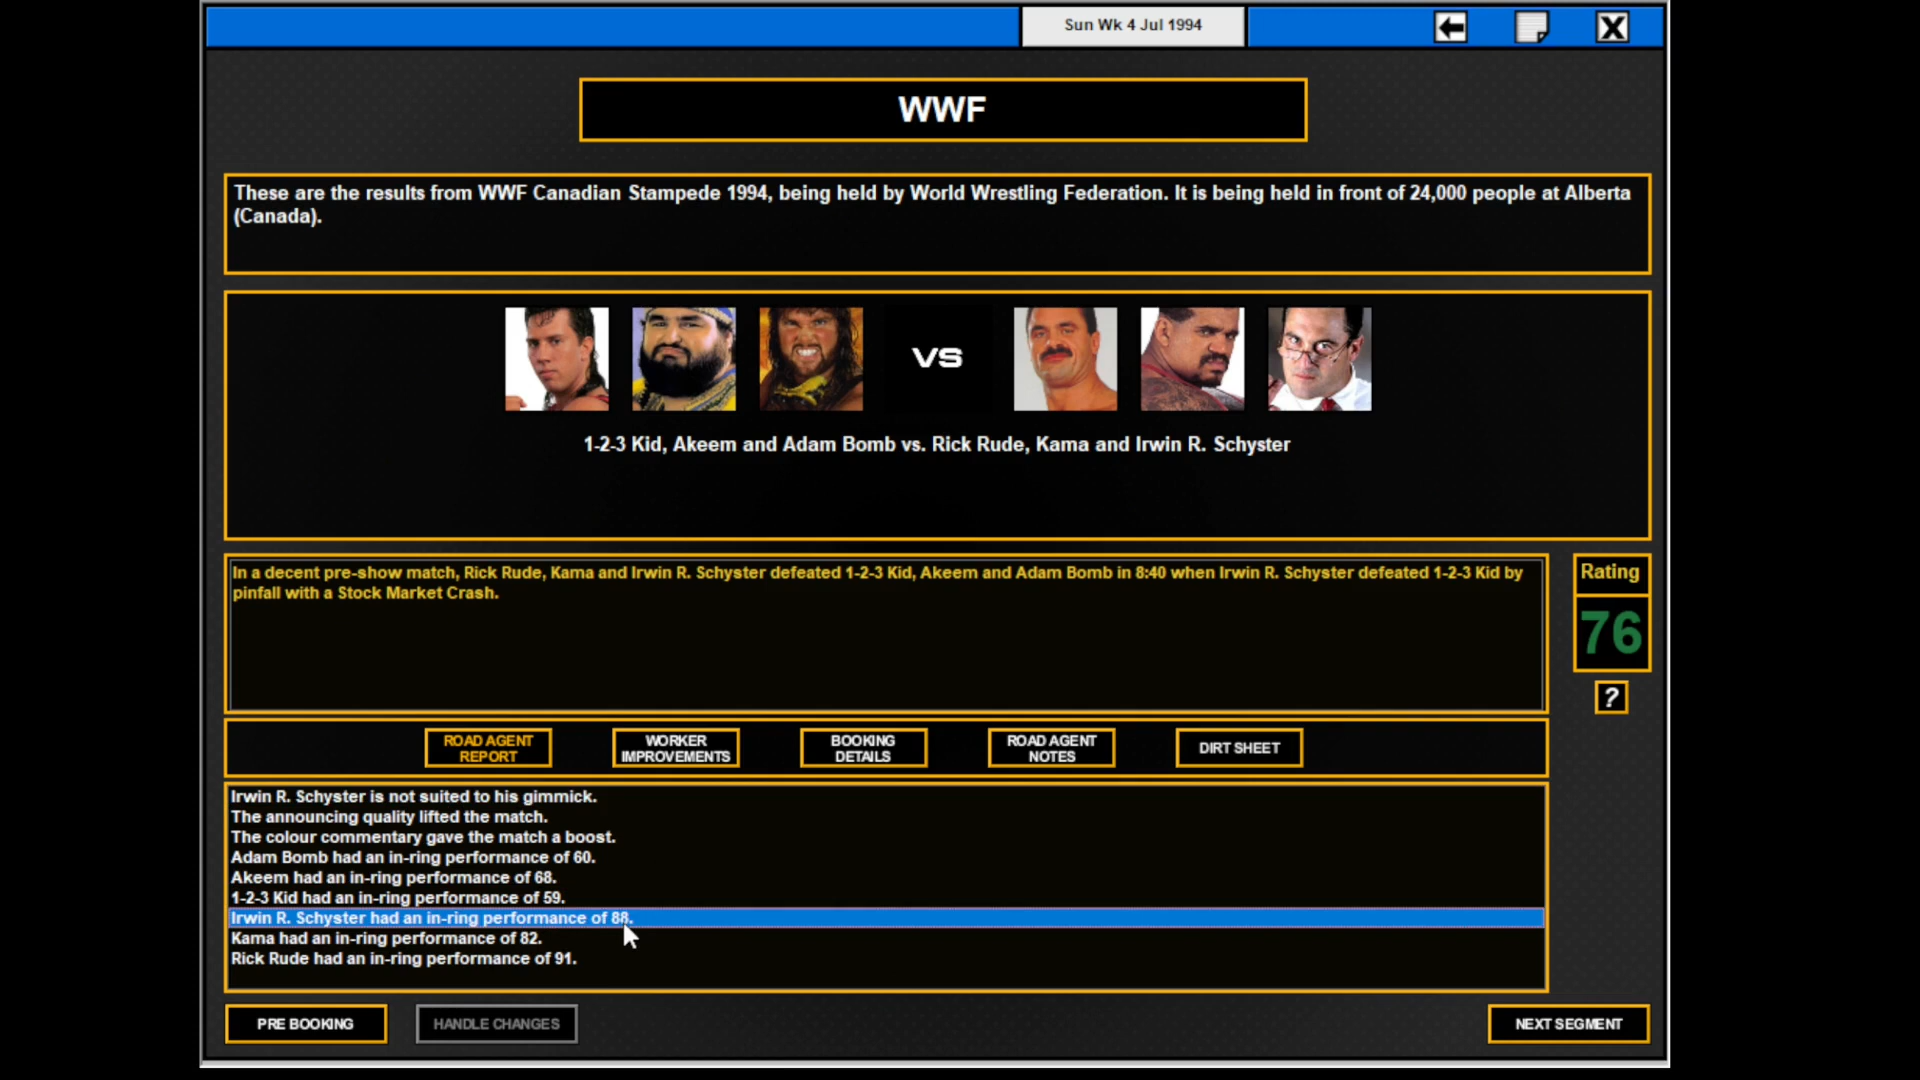 Sun Wk 4 Jul 1994
WWF
These are the results from WWF Canadian Stampede 1994, being held by World Wrestling Federation. It is being held in front of 24,000 people at Alberta
(Canada).
VS
1-2-3 Kid, Akeem and Adam Bomb vs. Rick Rude, Kama and Irwin R. Schyster
In a decent pre-show match, Rick Rude, Kama and Irwin R. Schyster defeated 1-2-3 Kid, Akeem and Adam Bomb in 8:40 when Irwin R. Schyster defeated 1-2-3 Kid by
pinfall with a Stock Market Crash.
Rating
76
?
ROAD AGENT
REPORT
WORKER
IMPROVEMENTS
BOOKING
DETAILS
ROAD AGENT
NOTES
DIRT SHEET
Irwin R. Schyster is not suited to his gimmick.
The announcing quality lifted the match.
The colour commentary gave the match a boost.
Adam Bomb had an in-ring performance of 60.
Akeem had an in-ring performance of 68.
1-2-3 Kid had an in-ring performance of 59.
Irwin R. Schyster had an in-ring performance of 88.
Kama had an in-ring performance of 82.
Rick Rude had an in-ring performance of 91.
PRE BOOKING
HANDLE CHANGES
NEXT SEGMENT